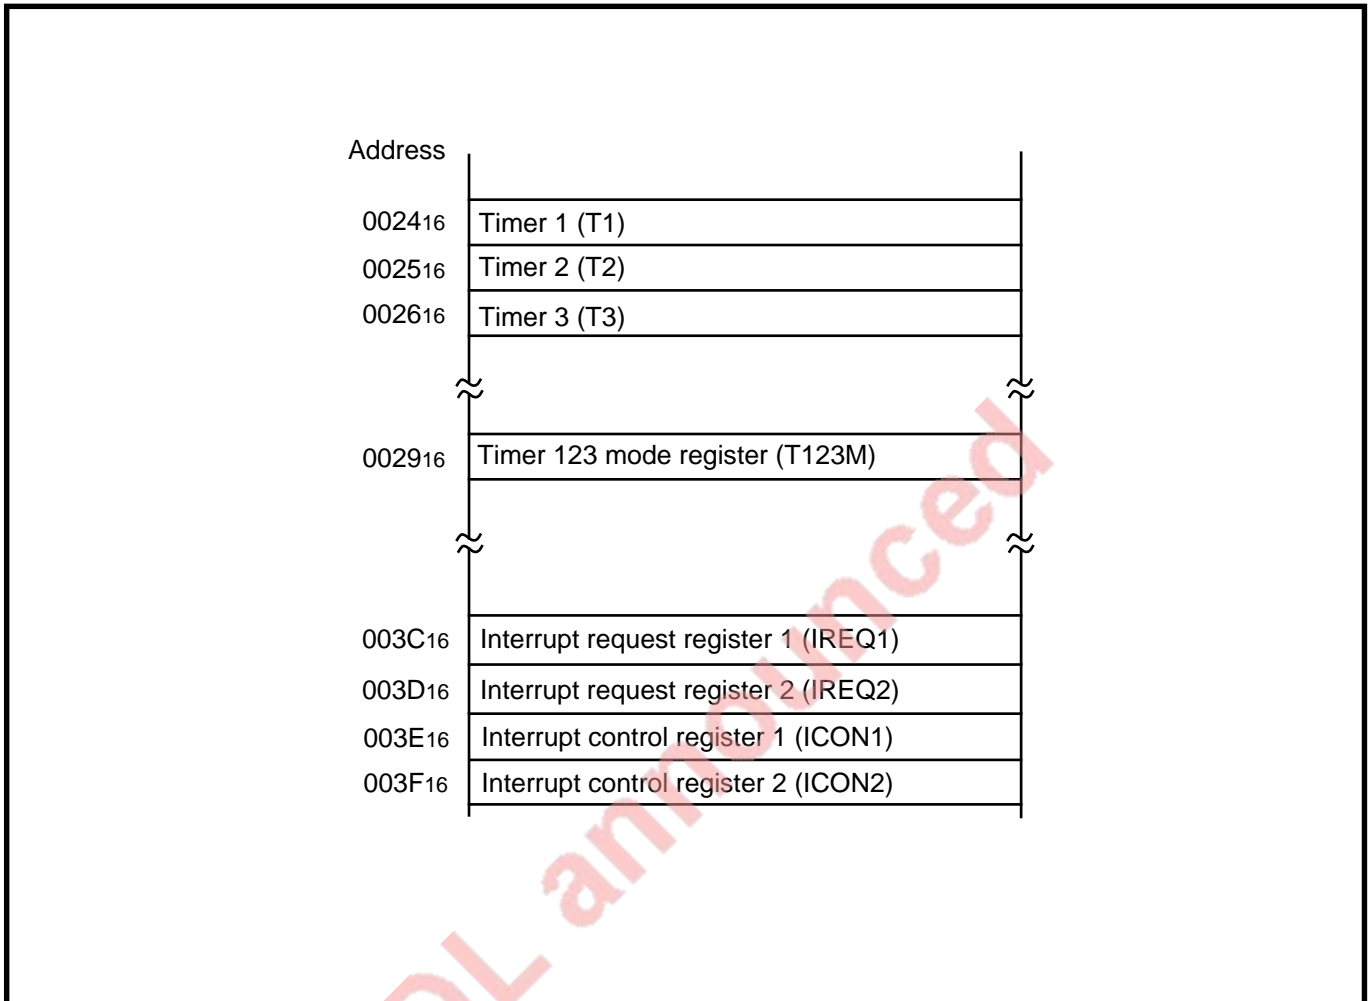 Address
0024₁₆ Timer 1 (T1)
0025₁₆ Timer 2 (T2)
0026₁₆ Timer 3 (T3)
0029₁₆ Timer 123 mode register (T123M)
003C₁₆ Interrupt request register 1 (IREQ1)
003D₁₆ Interrupt request register 2 (IREQ2)
003E₁₆ Interrupt control register 1 (ICON1)
003F₁₆ Interrupt control register 2 (ICON2)
announced